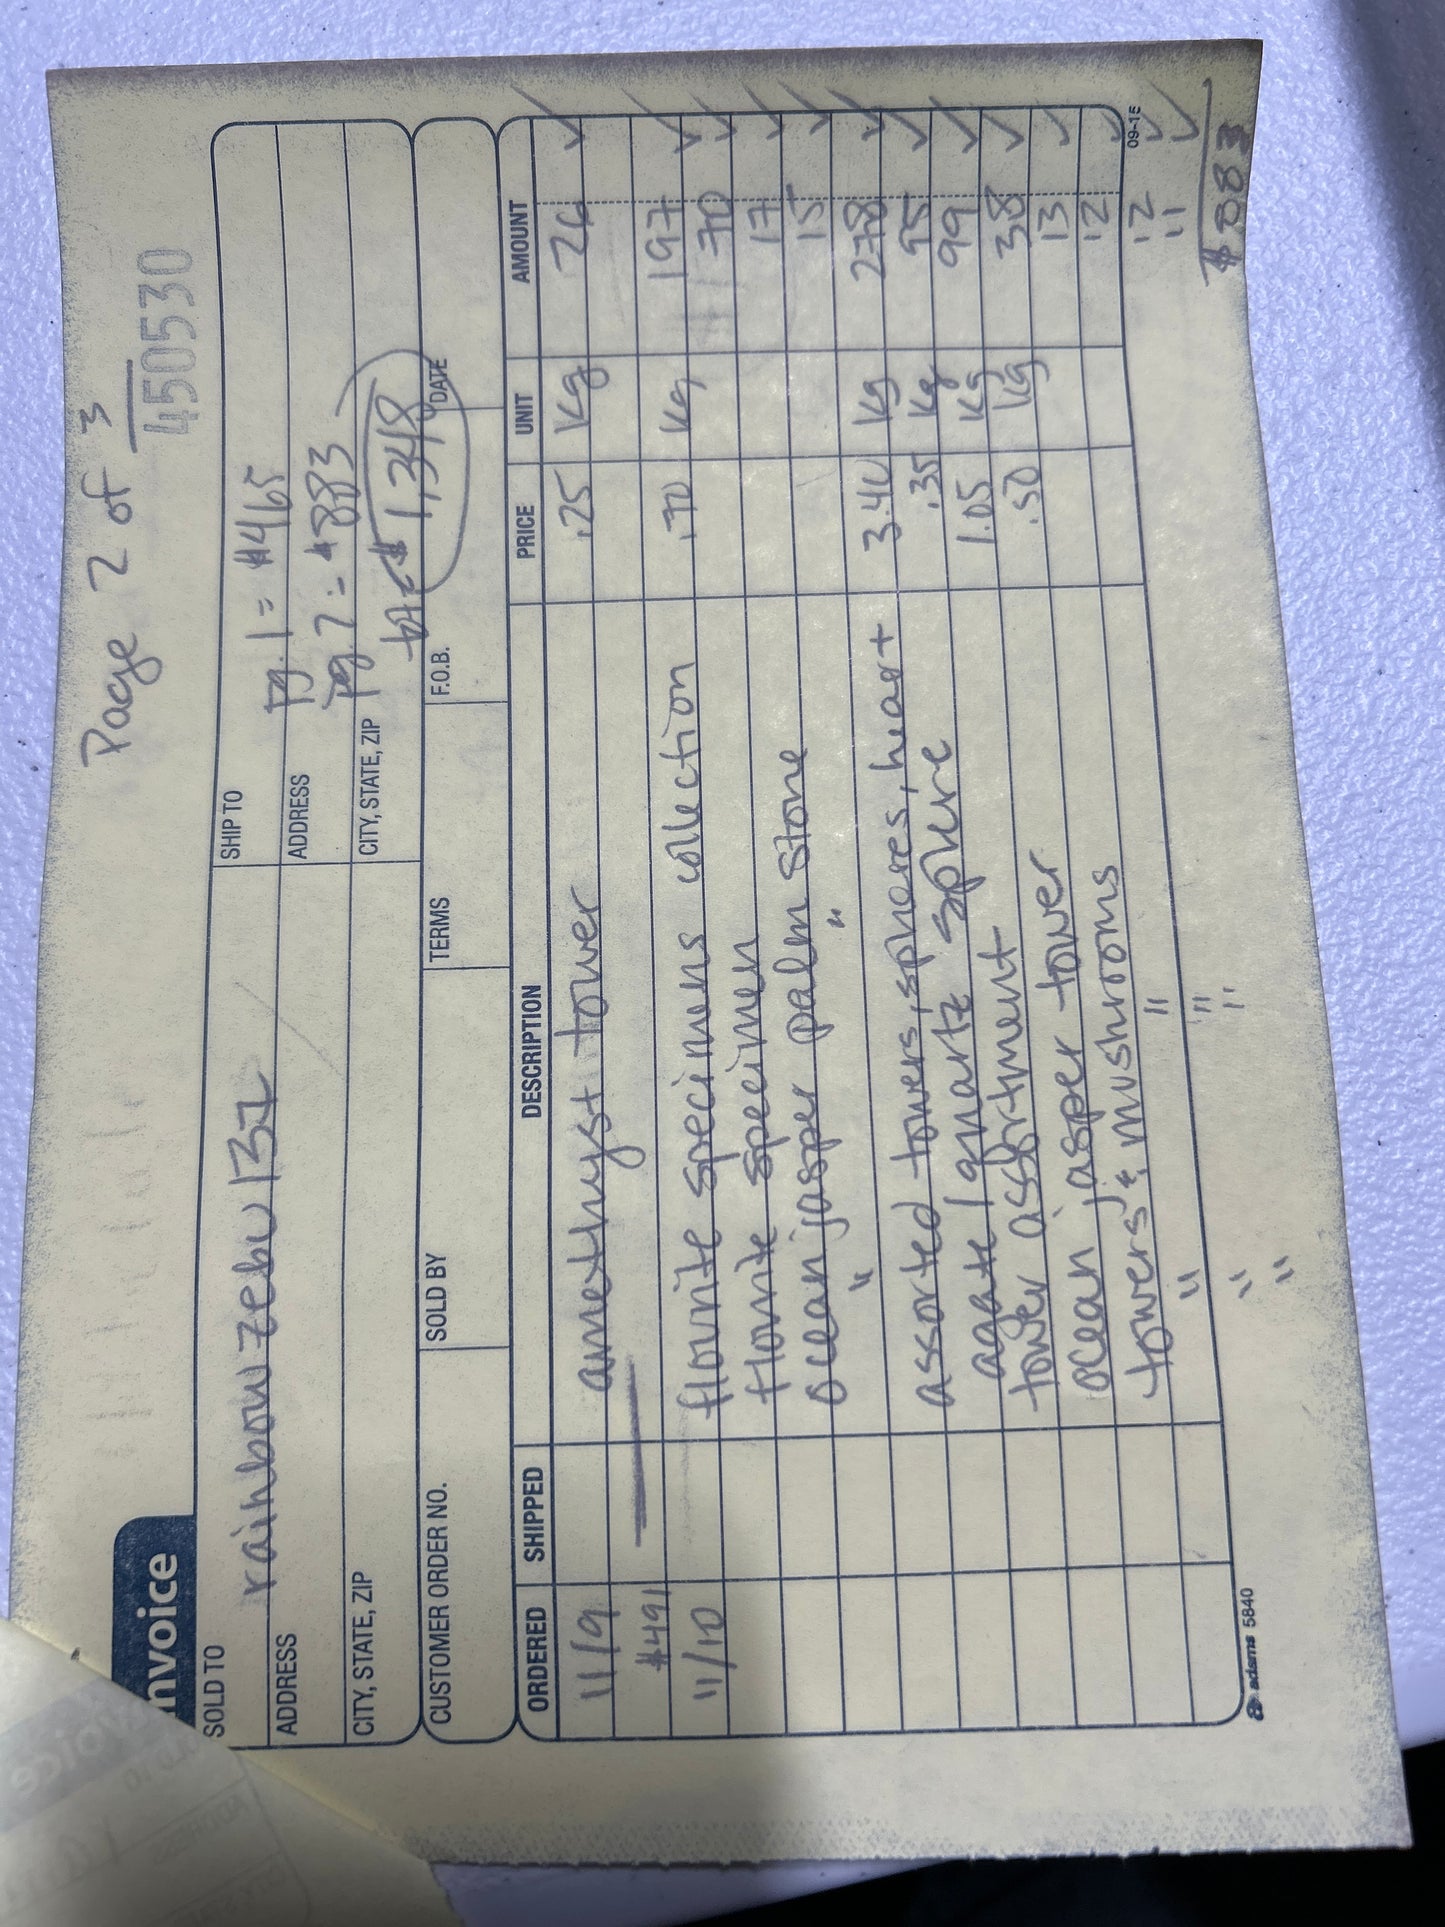 Page 2 of 3
450530
nvoice
SOLD TO rainbowzebu137
SHIP TO
ADDRESS
ADDRESS
pg. 1 = $465
CITY, STATE, ZIP
CITY, STATE, ZIP
pg. 2 = $883
$1,348
CUSTOMER ORDER NO. SOLD BY TERMS F.O.B. DATE
ORDERED SHIPPED DESCRIPTION PRICE UNIT AMOUNT
11/9 amethyst tower .25 Kg 26 ✓
#491
11/10 flourite specimens collection .70 Kg 197 ✓
florite specimen 70 ✓
ocean jasper palm stone 17 ✓
" " 15 ✓
assorted towers, spheres, heart 3.40 Kg 278 ✓
agate/quartz sphere .35 Kg 95 ✓
tower assortment 1.05 Kg 99 ✓
ocean jasper tower .50 Kg 38 ✓
towers & mushrooms 13 ✓
" " 12 ✓
" " 12 ✓
" " 11 ✓
$883
adams 5840
09-15